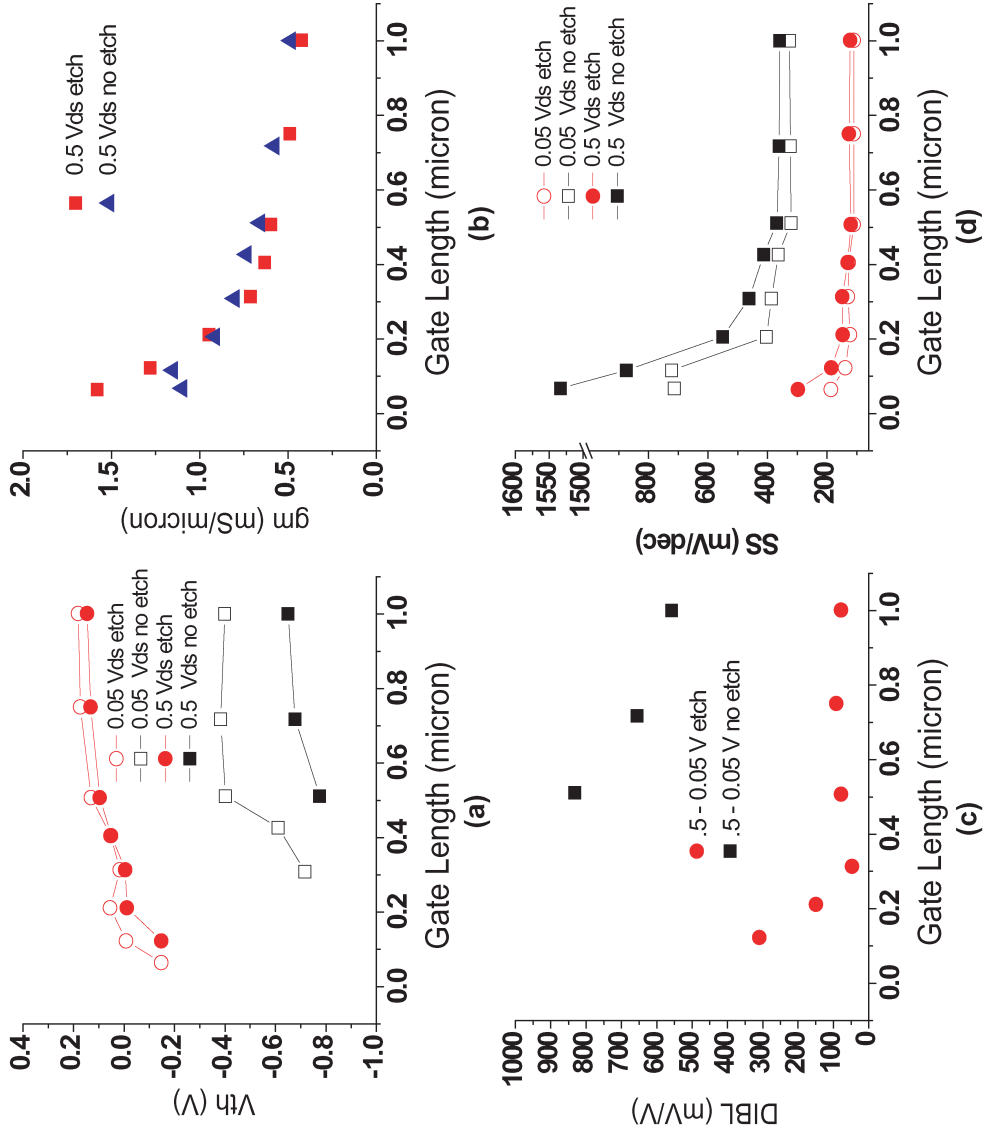 0.4
0.2
0.0
-0.2
-0.4
-0.6
-0.8
-1.0
Vth (V)
0.0
0.2
0.4
0.6
0.8
1.0
Gate Length (micron)
0.05 Vds etch
0.05 Vds no etch
0.5 Vds etch
0.5 Vds no etch
(a)
2.0
1.5
1.0
0.5
0.0
gm (mS/micron)
0.0
0.2
0.4
0.6
0.8
1.0
Gate Length (micron)
0.5 Vds etch
0.5 Vds no etch
(b)
1000
900
800
700
600
500
400
300
200
100
0
DIBL (mV/V)
0.0
0.2
0.4
0.6
0.8
1.0
Gate Length (micron)
.5 - 0.05 V etch
.5 - 0.05 V no etch
(c)
1600
1550
1500
800
600
400
200
SS (mV/dec)
0.0
0.2
0.4
0.6
0.8
1.0
Gate Length (micron)
0.05 Vds etch
0.05 Vds no etch
0.5 Vds etch
0.5 Vds no etch
(d)